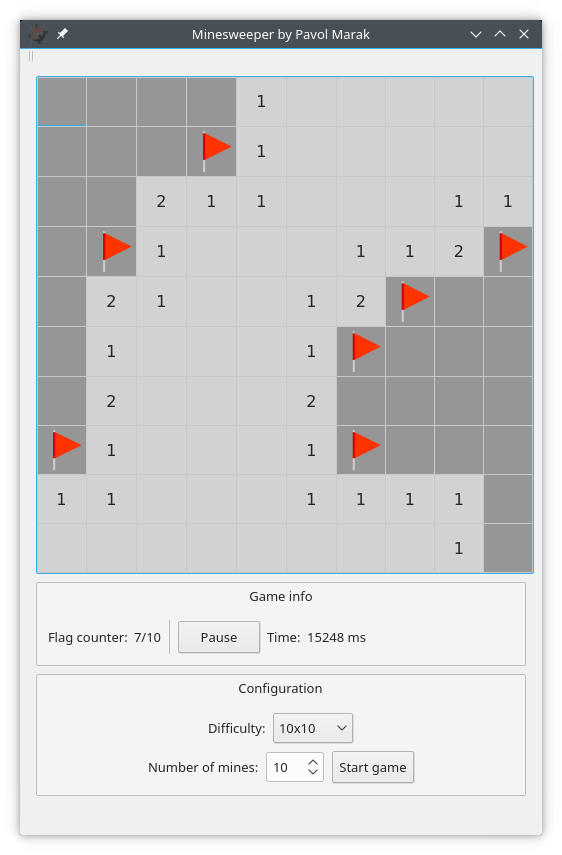 Minesweeper by Pavol Marak
1
1
2 1 1 1 1
1 1 1 2
2 1 1 2
1 1
2 2
1 1
1 1 1 1 1 1
1
Game info
Flag counter: 7/10 Pause Time: 15248 ms
Configuration
Difficulty: 10x10
Number of mines: 10 Start game